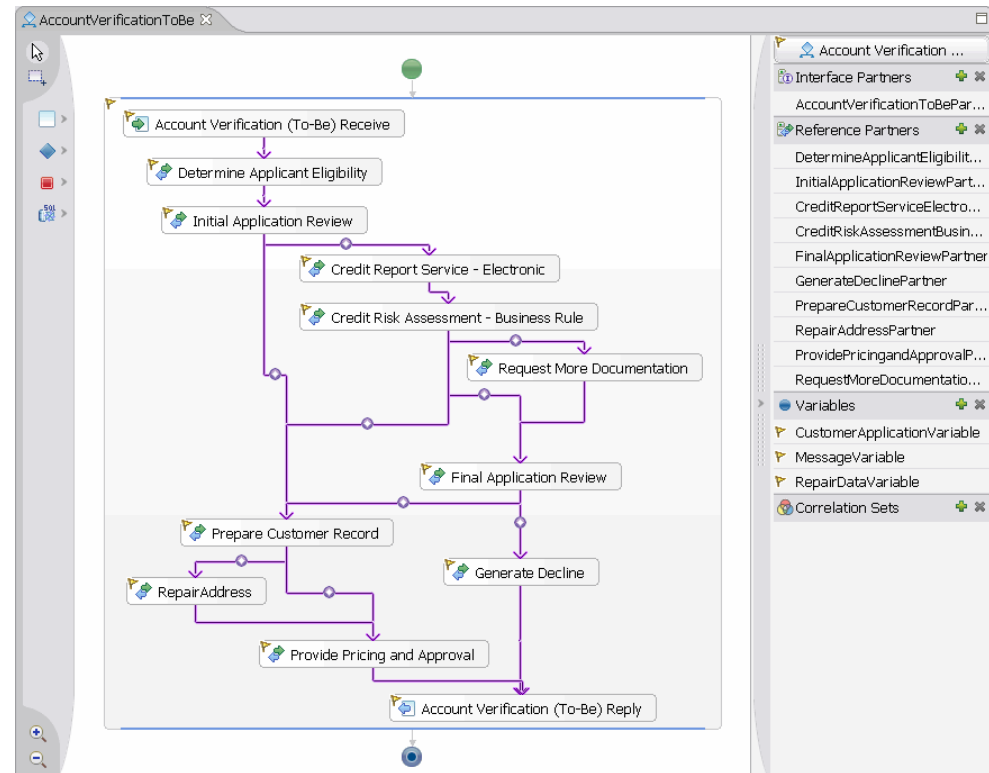 AccountVerificationToBe
Account Verification (To-Be) Receive
Determine Applicant Eligibility
Initial Application Review
Credit Report Service - Electronic
Credit Risk Assessment - Business Rule
Request More Documentation
Final Application Review
Prepare Customer Record
Generate Decline
RepairAddress
Provide Pricing and Approval
Account Verification (To-Be) Reply
Account Verification ...
Interface Partners
AccountVerificationToBePar...
Reference Partners
DetermineApplicantEligibilit...
InitialApplicationReviewPart...
CreditReportServiceElectro...
CreditRiskAssessmentBusin...
FinalApplicationReviewPartner
GenerateDeclinePartner
PrepareCustomerRecordPar...
RepairAddressPartner
ProvidePricingandApprovalP...
RequestMoreDocumentatio...
Variables
CustomerApplicationVariable
MessageVariable
RepairDataVariable
Correlation Sets